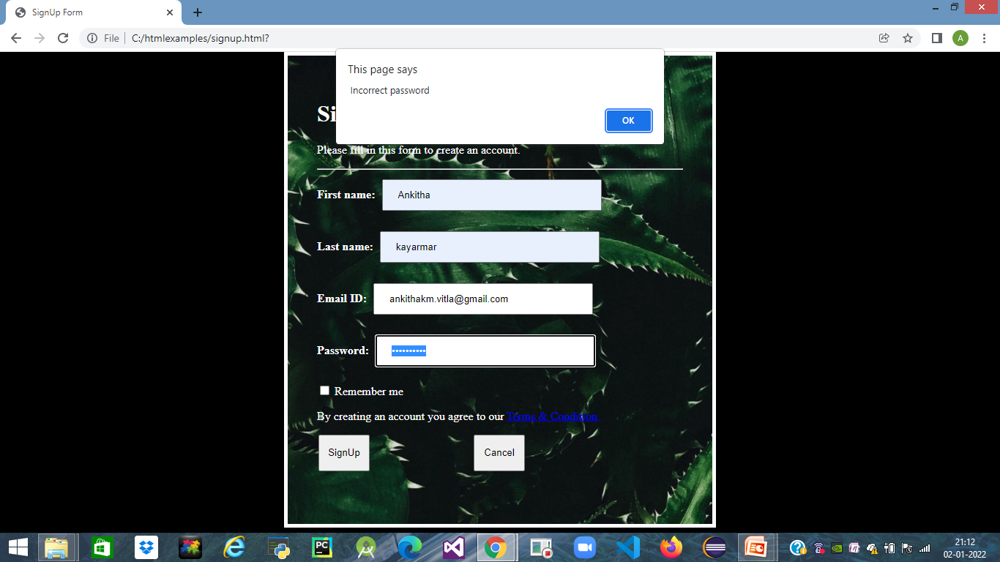 SignUp Form
File
C:/htmlexamples/signup.html?
A
This page says
Incorrect password
OK
Si
Please fill in this form to create an account.
First name: Ankitha
Last name: kayarmar
Email ID: ankithakm.vitla@gmail.com
Password: ••••••••••
Remember me
By creating an account you agree to our Terms & Condition
SignUp
Cancel
PC
21:12
02-01-2022